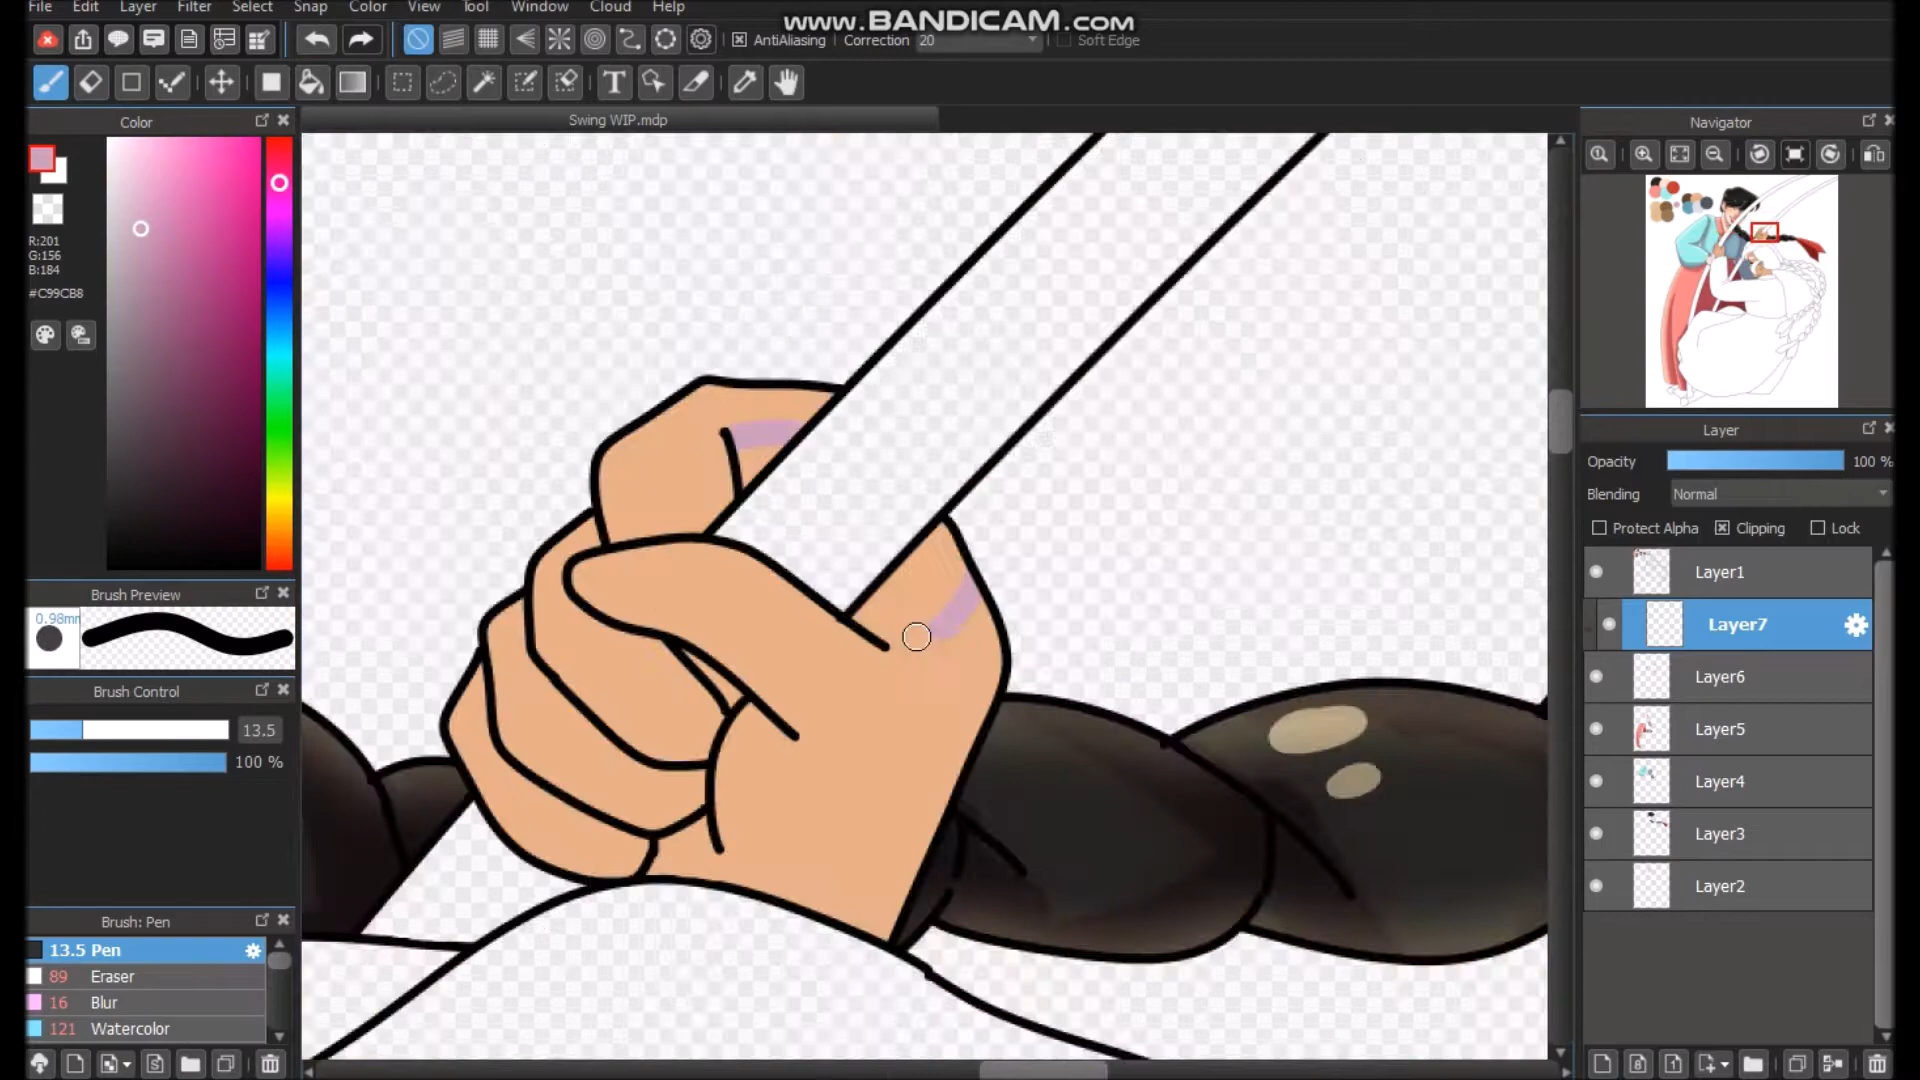 File Edit Layer Filter Select Snap Color View Tool Window Cloud Help
www.BANDICAM.com
AntiAliasing Correction 20 Soft Edge
T
Color
Swing WIP.mdp
Navigator
R:201
G:156
B:184
#C99CB8
Brush Preview
0.98mm
Brush Control
13.5
100 %
Brush: Pen
13.5 Pen
89 Eraser
16 Blur
121 Watercolor
Layer
Opacity 100 %
Blending Normal
Protect Alpha Clipping Lock
Layer1
Layer7
Layer6
Layer5
Layer4
Layer3
Layer2